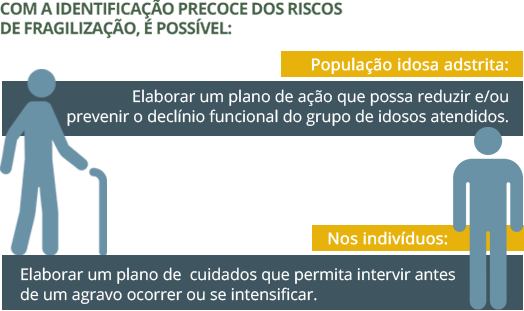 COM A IDENTIFICAÇÃO PRECOCE DOS RISCOS
DE FRAGILIZAÇÃO, É POSSÍVEL:
População idosa adstrita:
Elaborar um plano de ação que possa reduzir e/ou
prevenir o declínio funcional do grupo de idosos atendidos.
Nos indivíduos:
Elaborar um plano de cuidados que permita intervir antes
de um agravo ocorrer ou se intensificar.